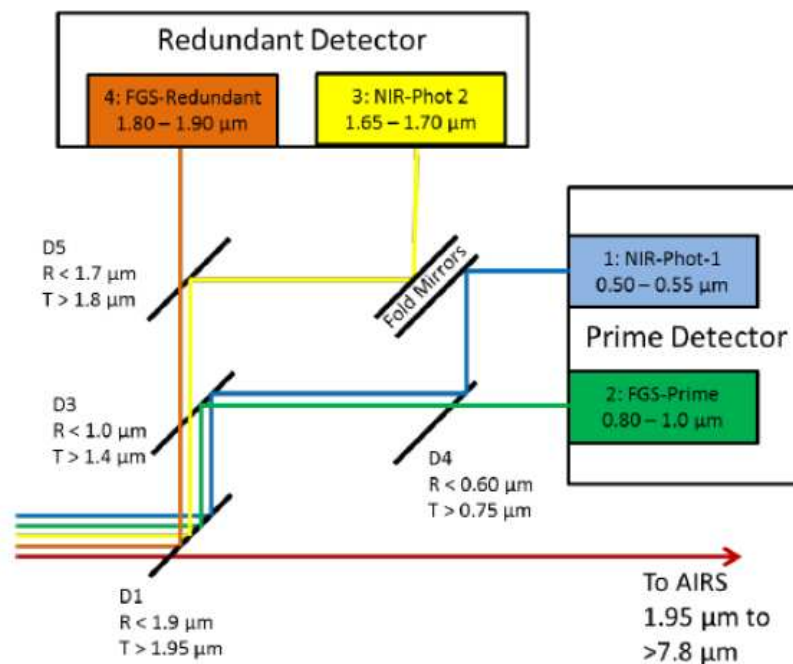 Redundant Detector
4: FGS-Redundant
1.80 – 1.90 µm
3: NIR-Phot 2
1.65 – 1.70 µm
D5
R < 1.7 µm
T > 1.8 µm
Fold Mirrors
1: NIR-Phot-1
0.50 – 0.55 µm
Prime Detector
2: FGS-Prime
0.80 – 1.0 µm
D3
R < 1.0 µm
T > 1.4 µm
D4
R < 0.60 µm
T > 0.75 µm
D1
R < 1.9 µm
T > 1.95 µm
To AIRS
1.95 µm to
>7.8 µm